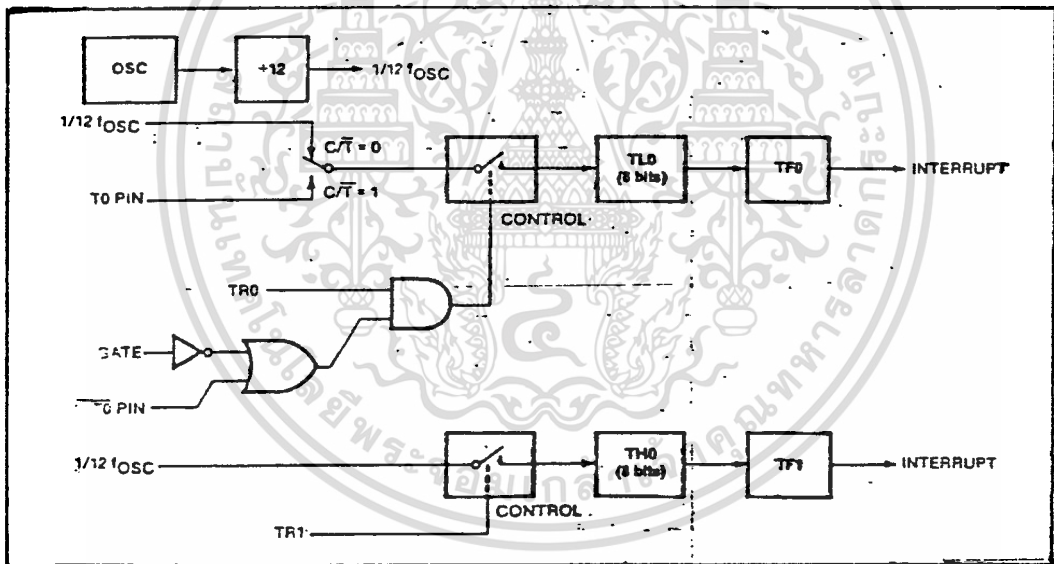 OSC
÷12
1/12 fOSC
1/12 fOSC
C/T̅ = 0
T0 PIN
C/T̅ = 1
CONTROL
TL0
(8 bits)
TF0
INTERRUPT
TR0
GATE
PIN
1/12 fOSC
TH0
(8 bits)
TF1
INTERRUPT
CONTROL
TR1